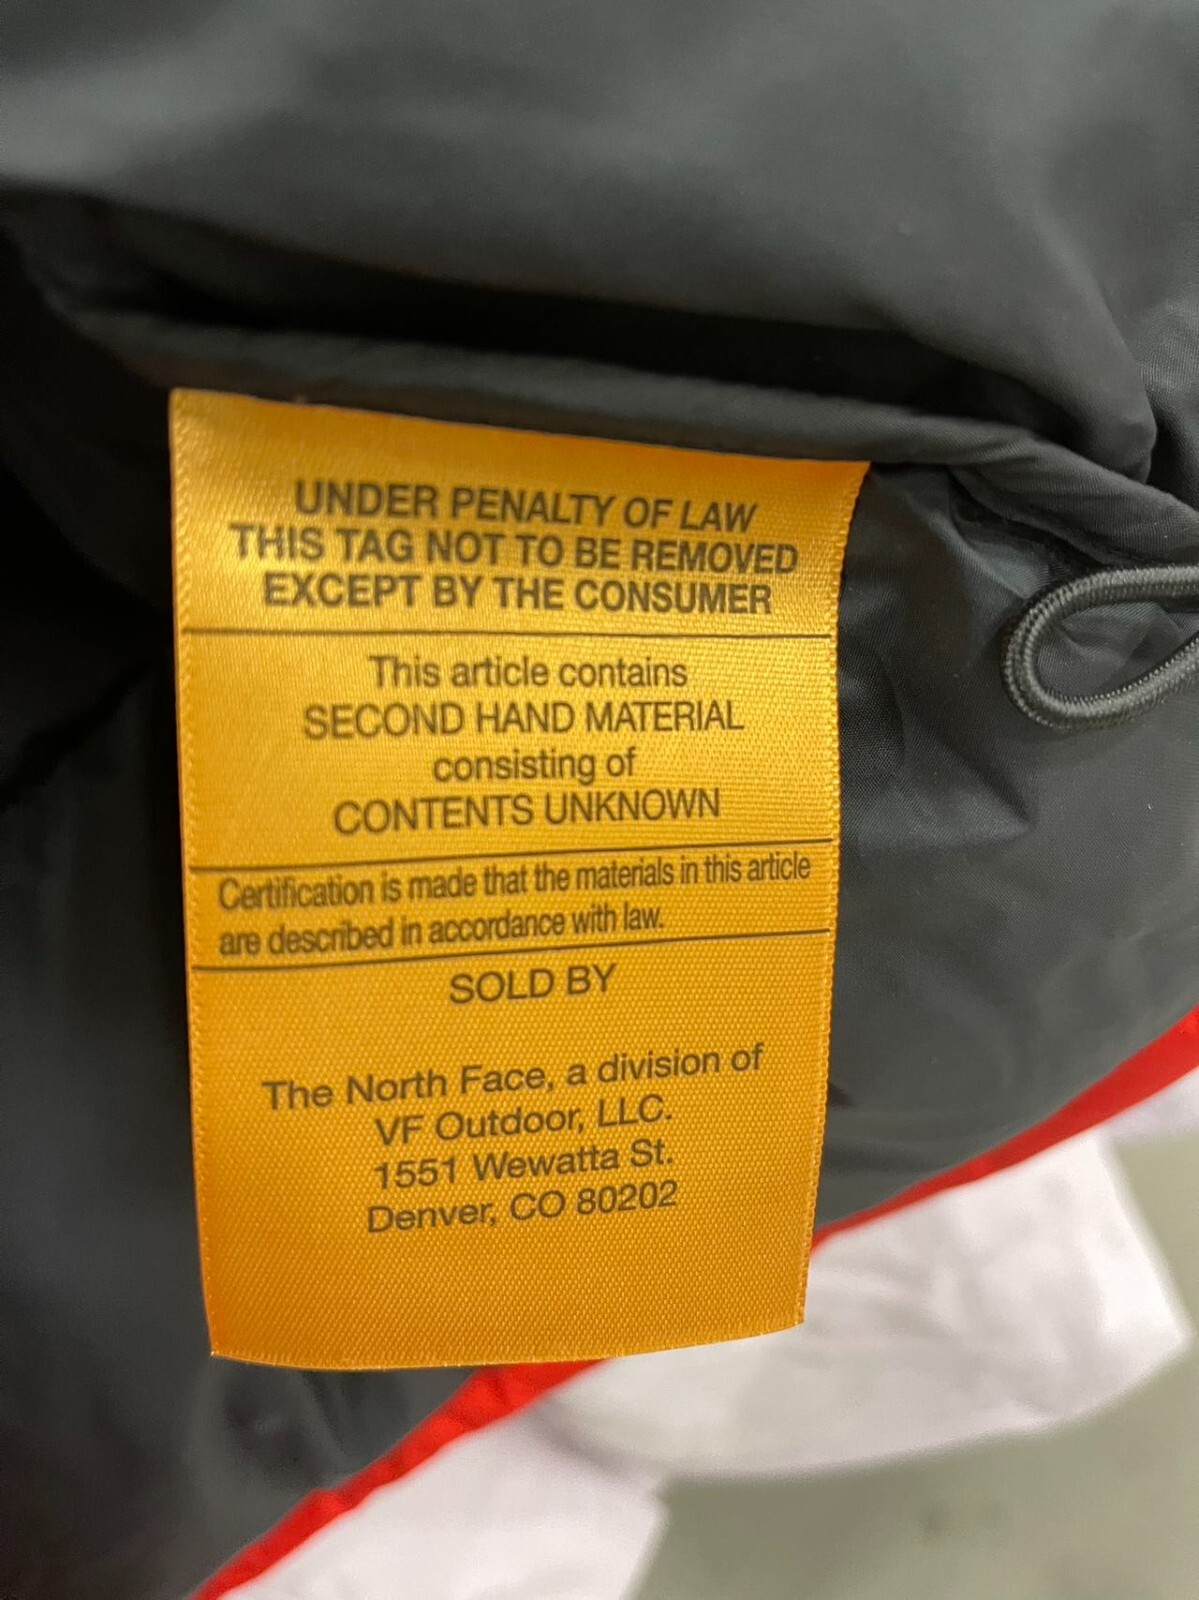 UNDER PENALTY OF LAW
THIS TAG NOT TO BE REMOVED
EXCEPT BY THE CONSUMER
This article contains
SECOND HAND MATERIAL
consisting of
CONTENTS UNKNOWN
Certification is made that the materials in this article
are described in accordance with law.
SOLD BY
The North Face, a division of
VF Outdoor, LLC.
1551 Wewatta St.
Denver, CO 80202